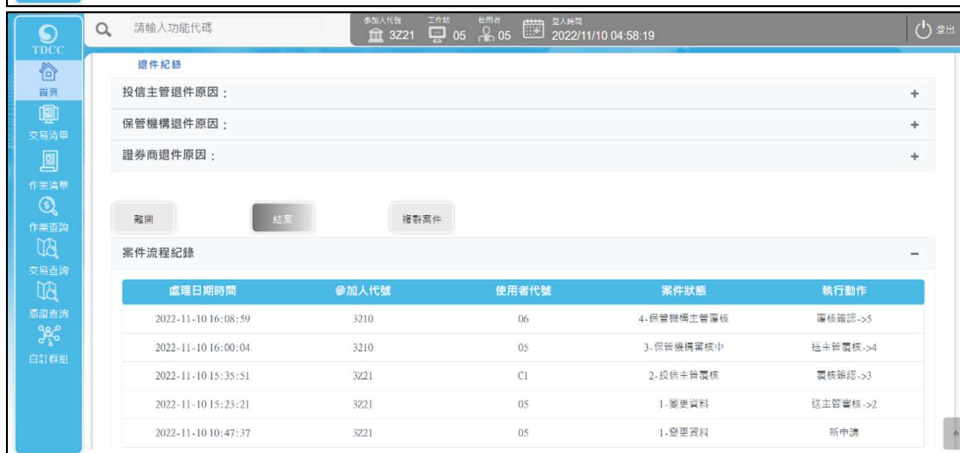 請輸入功能代碼
參加人代號 工作站 使用者 登入時間
3Z21 05 05 2022/11/10 04:58:19
登出
TDCC
首頁
交易清單
作業清單
作業查詢
交易查詢
憑證查詢
自訂群組
退件紀錄
投信主管退件原因：
保管機構退件原因：
證券商退件原因：
離開 結案 複製案件
案件流程紀錄
處理日期時間 參加人代號 使用者代號 案件狀態 執行動作
2022-11-10 16:08:59 3210 06 4-保管機構主管覆核 覆核確認->5
2022-11-10 16:00:04 3210 05 3-保管機構審核中 送主管覆核->4
2022-11-10 15:35:51 3Z21 C1 2-投信主管覆核 覆核確認->3
2022-11-10 15:23:21 3Z21 05 1-變更資料 送主管審核->2
2022-11-10 10:47:37 3Z21 05 1-變更資料 新申請